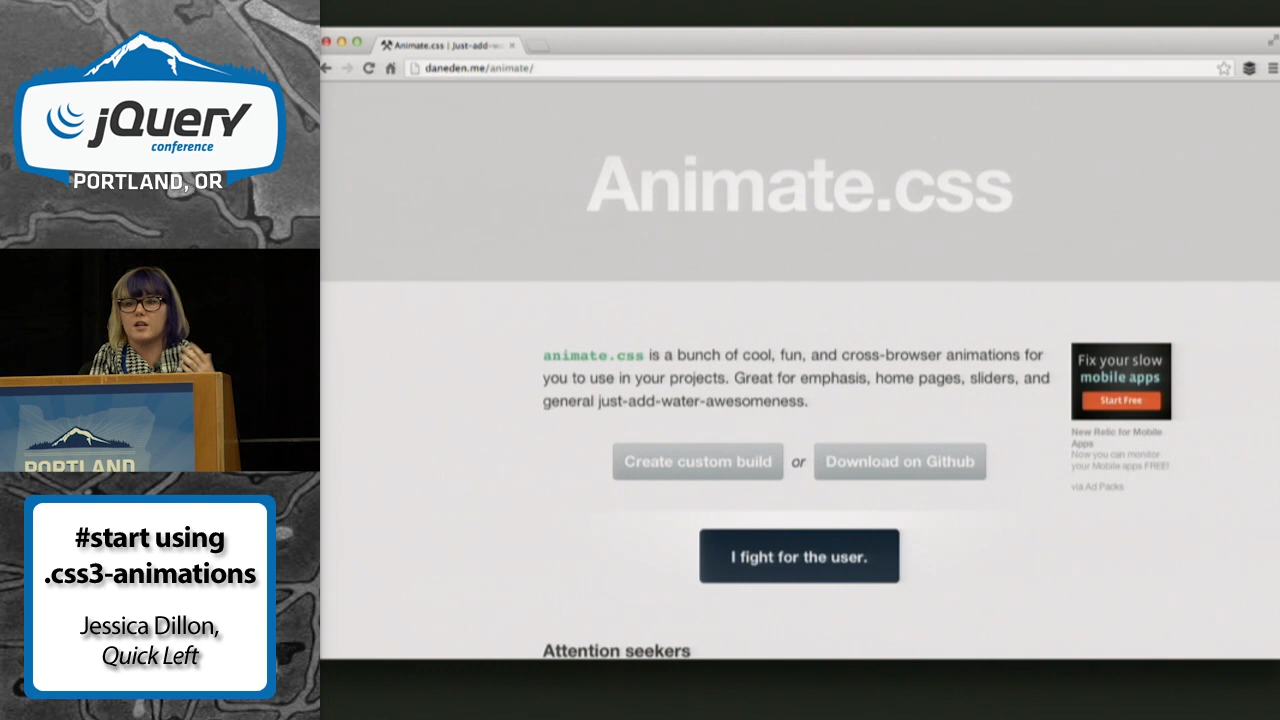 jQuery
conference
PORTLAND, OR
PORTLAND
#start using
.css3-animations
Jessica Dillon,
Quick Left
Animate.css | Just-add-w
daneden.me/animate/
Animate.css
animate.css is a bunch of cool, fun, and cross-browser animations for
you to use in your projects. Great for emphasis, home pages, sliders, and
general just-add-water-awesomeness.
Fix your slow
mobile apps
Start Free
New Relic for Mobile
Apps
Now you can monitor
your Mobile apps FREE!
via Ad Packs
Create custom build or Download on Github
I fight for the user.
Attention seekers